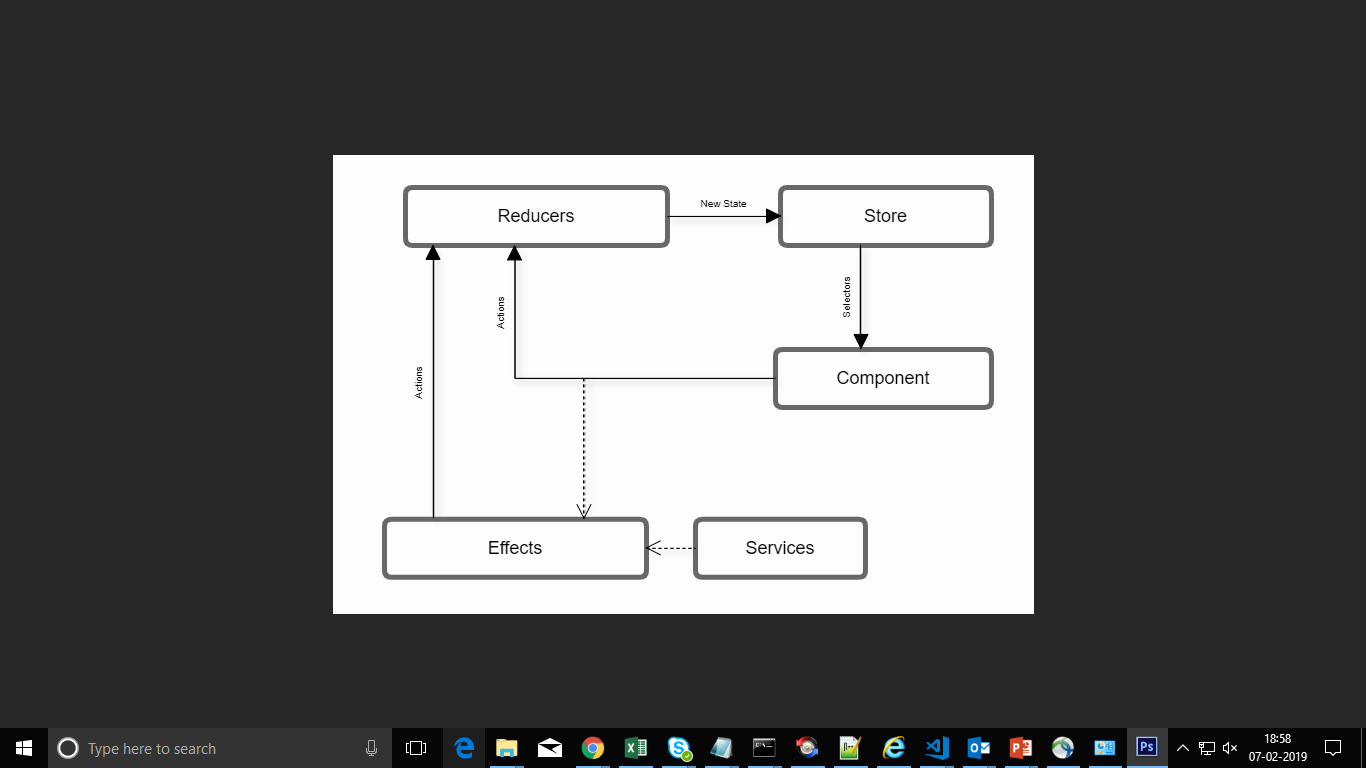 Reducers
New State
Store
Actions
Selectors
Actions
Component
Effects
Services
Type here to search
Ps
18:58
07-02-2019